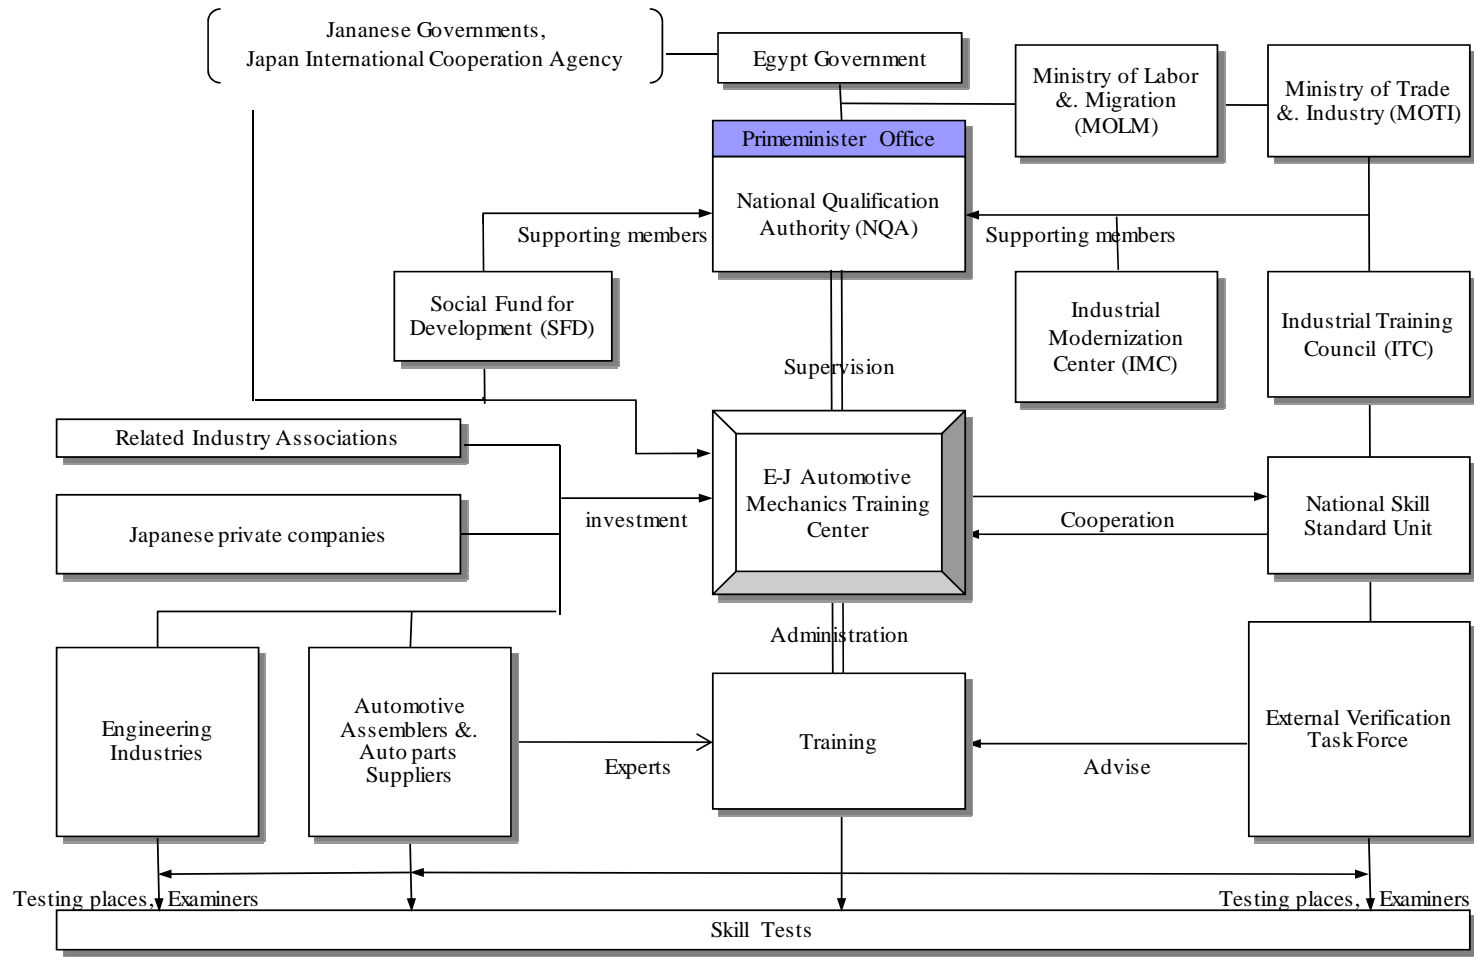 Jananese Governments,
Japan International Cooperation Agency
Egypt Government
Ministry of Labor
&. Migration
(MOLM)
Ministry of Trade
&. Industry (MOTI)
Primeminister Office
National Qualification
Authority (NQA)
Supporting members
Supporting members
Social Fund for
Development (SFD)
Industrial
Modernization
Center (IMC)
Industrial Training
Council (ITC)
Supervision
Related Industry Associations
E-J Automotive
Mechanics Training
Center
Japanese private companies
investment
Cooperation
National Skill
Standard Unit
Administration
Engineering
Industries
Automotive
Assemblers &.
Auto parts
Suppliers
Experts
Training
Advise
External Verification
Task Force
Testing places, Examiners
Testing places, Examiners
Skill Tests